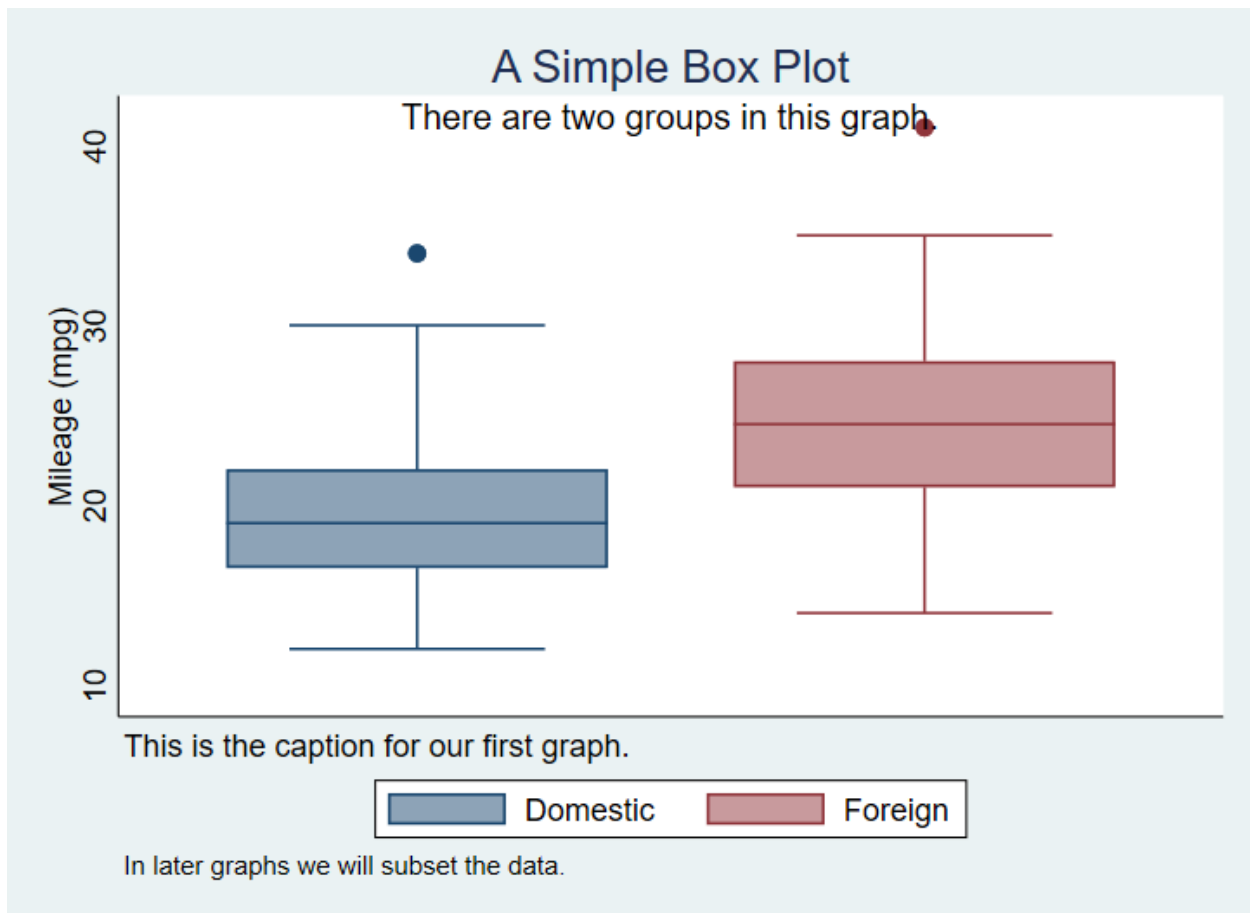 A Simple Box Plot
There are two groups in this graph.
40
30
20
10
Mileage (mpg)
This is the caption for our first graph.
Domestic Foreign
In later graphs we will subset the data.